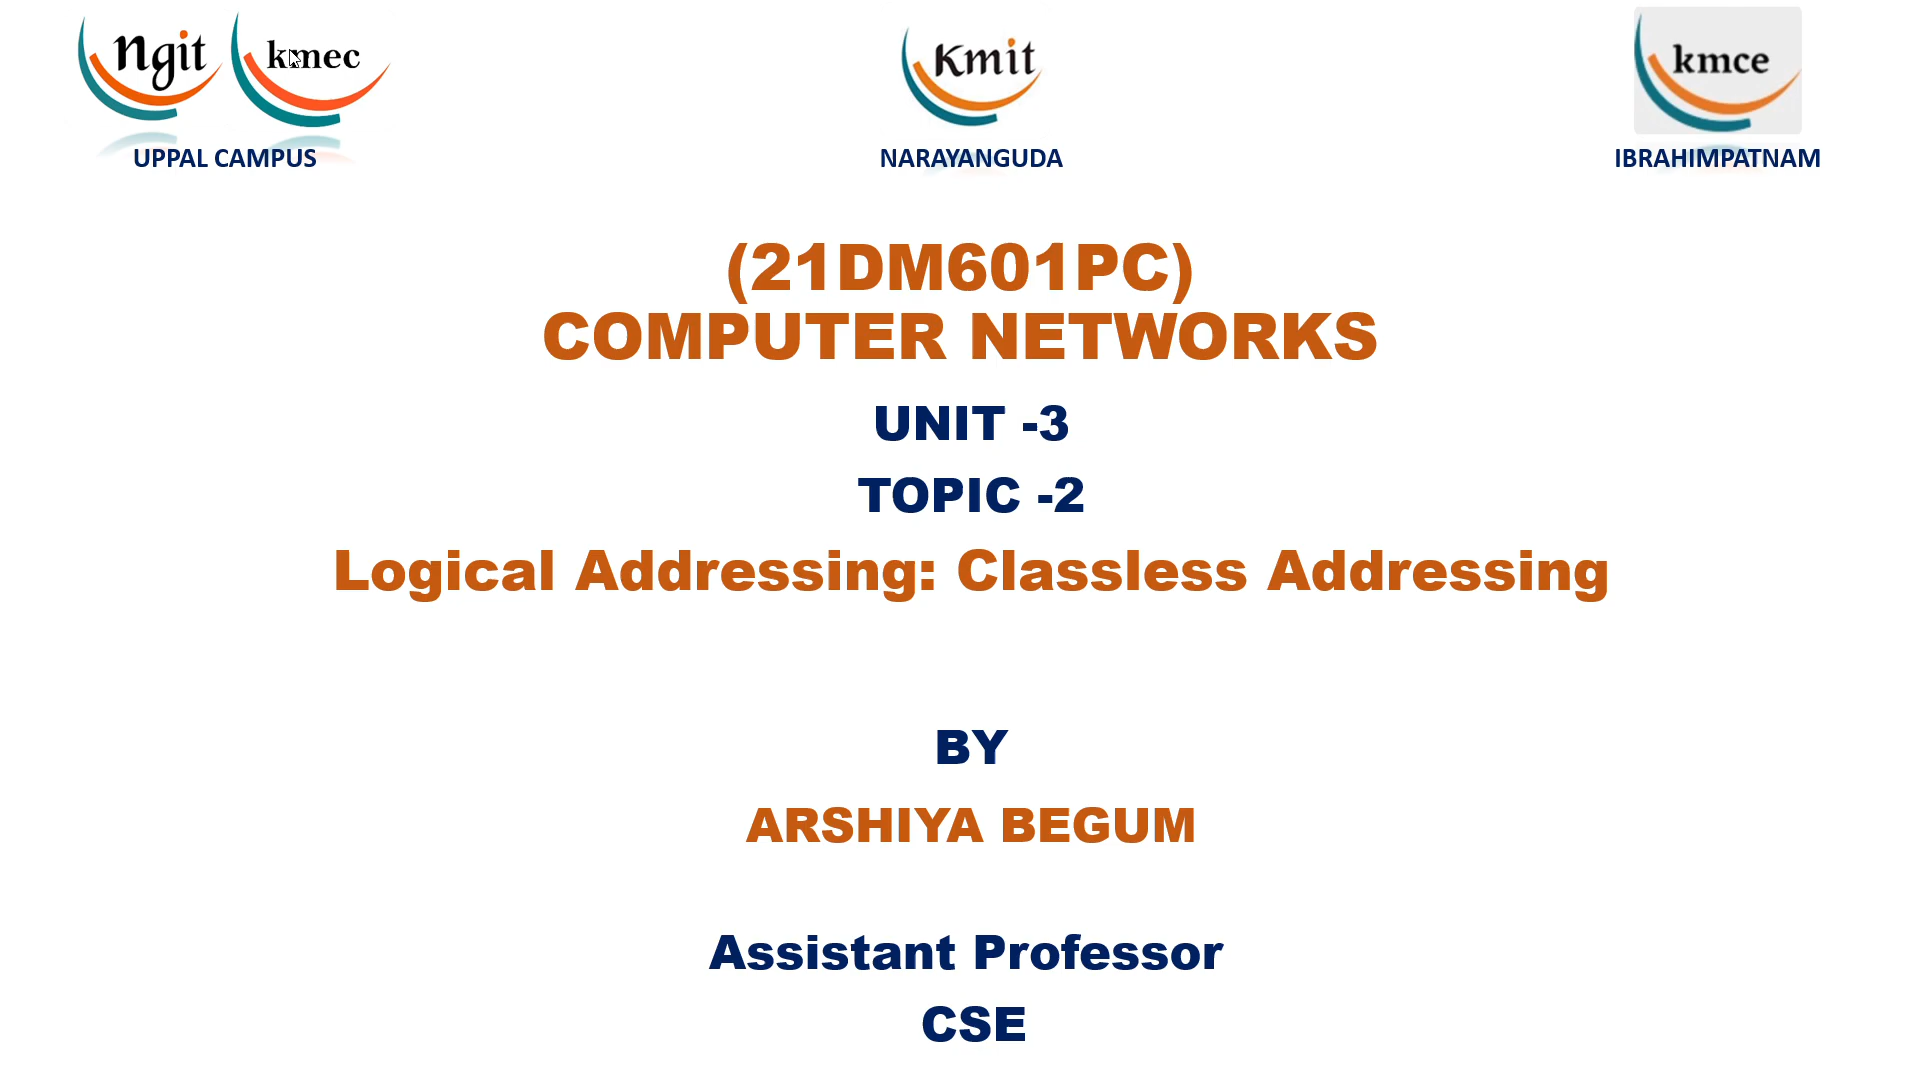 Ngit kmec Kmit kmce
UPPAL CAMPUS NARAYANGUDA IBRAHIMPATNAM
(21DM601PC)
COMPUTER NETWORKS
UNIT -3
TOPIC -2
Logical Addressing: Classless Addressing
BY
ARSHIYA BEGUM
Assistant Professor
CSE